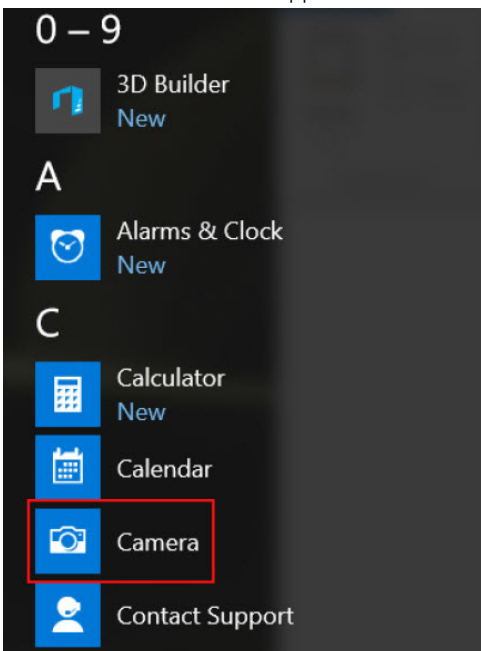 0 – 9
3D Builder
New
A
Alarms & Clock
New
C
Calculator
New
Calendar
Camera
Contact Support